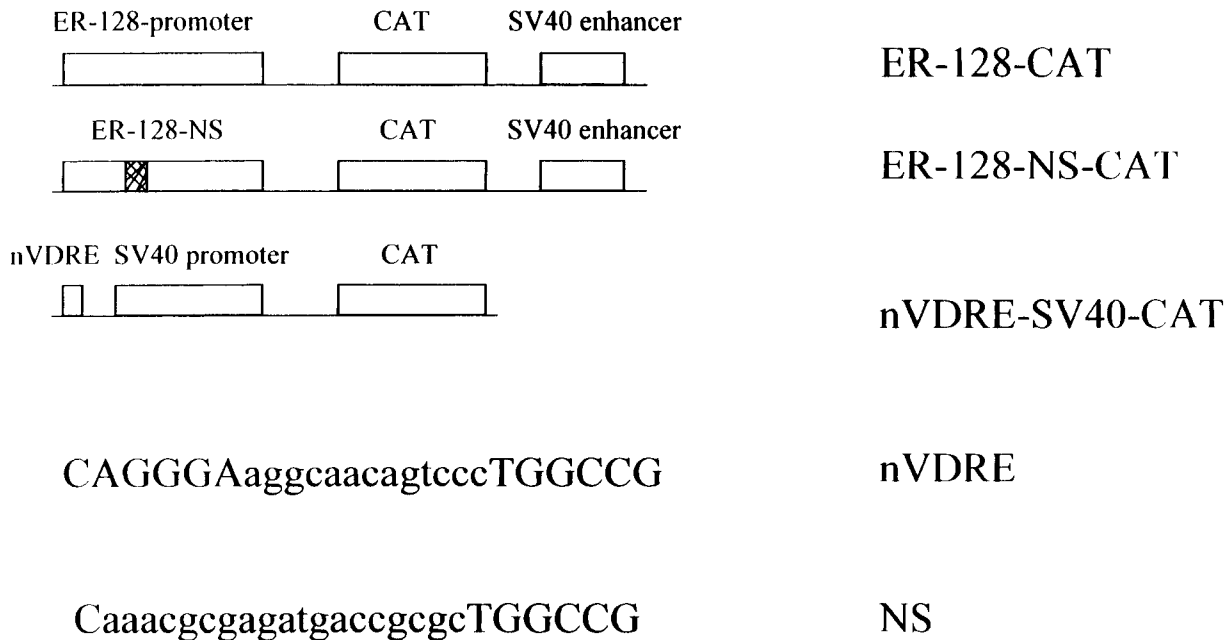 ER-128-promoter CAT SV40 enhancer
ER-128-CAT
ER-128-NS CAT SV40 enhancer
ER-128-NS-CAT
nVDRE SV40 promoter CAT
nVDRE-SV40-CAT
CAGGGAaggcaacagtcccTGGCCG nVDRE
CaaacgcgagatgaccgcgcTGGCCG NS